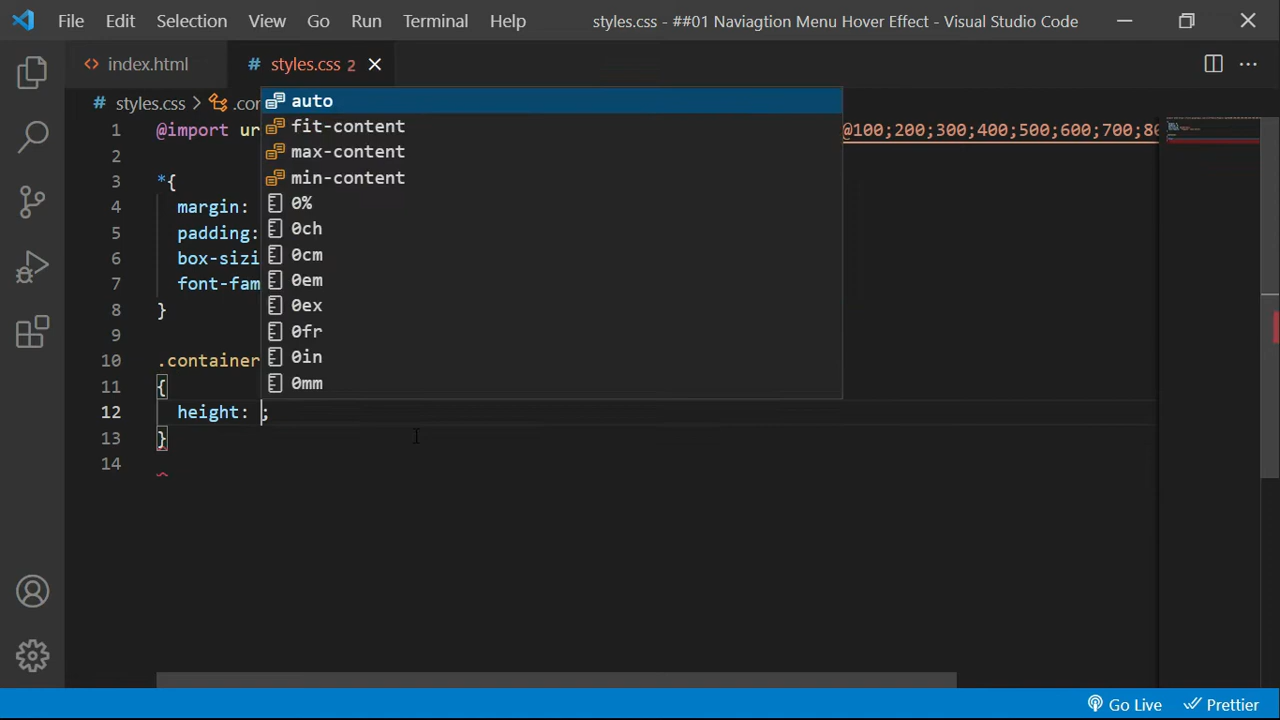 File Edit Selection View Go Run Terminal Help styles.css - ##01 Naviagtion Menu Hover Effect - Visual Studio Code
index.html # styles.css 2
# styles.css > .con
1 @import ur @100;200;300;400;500;600;700;80
2
3 *{
4 margin:
5 padding:
6 box-sizi
7 font-fam
8 }
9
10 .container
11 {
12 height: ;
13 }
14
auto
fit-content
max-content
min-content
0%
0ch
0cm
0em
0ex
0fr
0in
0mm
Go Live Prettier